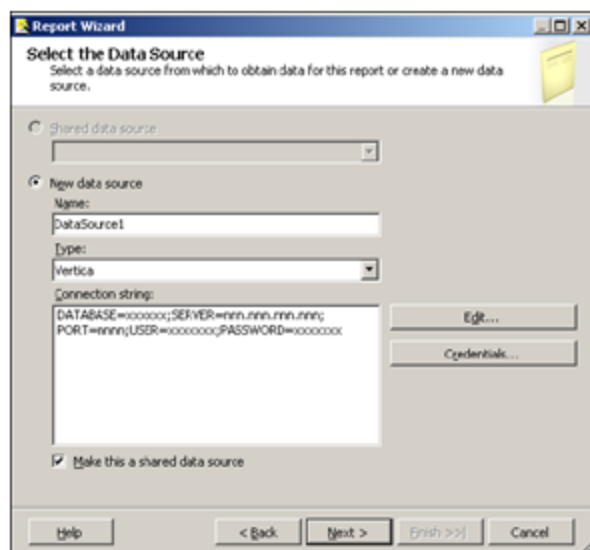 Report Wizard
Select the Data Source
Select a data source from which to obtain data for this report or create a new data
source.
Shared data source
New data source
Name:
DataSource1
Type:
Vertica
Connection string:
DATABASE=xxxxxx;SERVER=nnn.nnn.nnn.nnn;
PORT=nnnn;USER=xxxxxxx;PASSWORD=xxxxxxx
Edit...
Credentials...
Make this a shared data source
Help
< Back
Next >
Finish >>|
Cancel